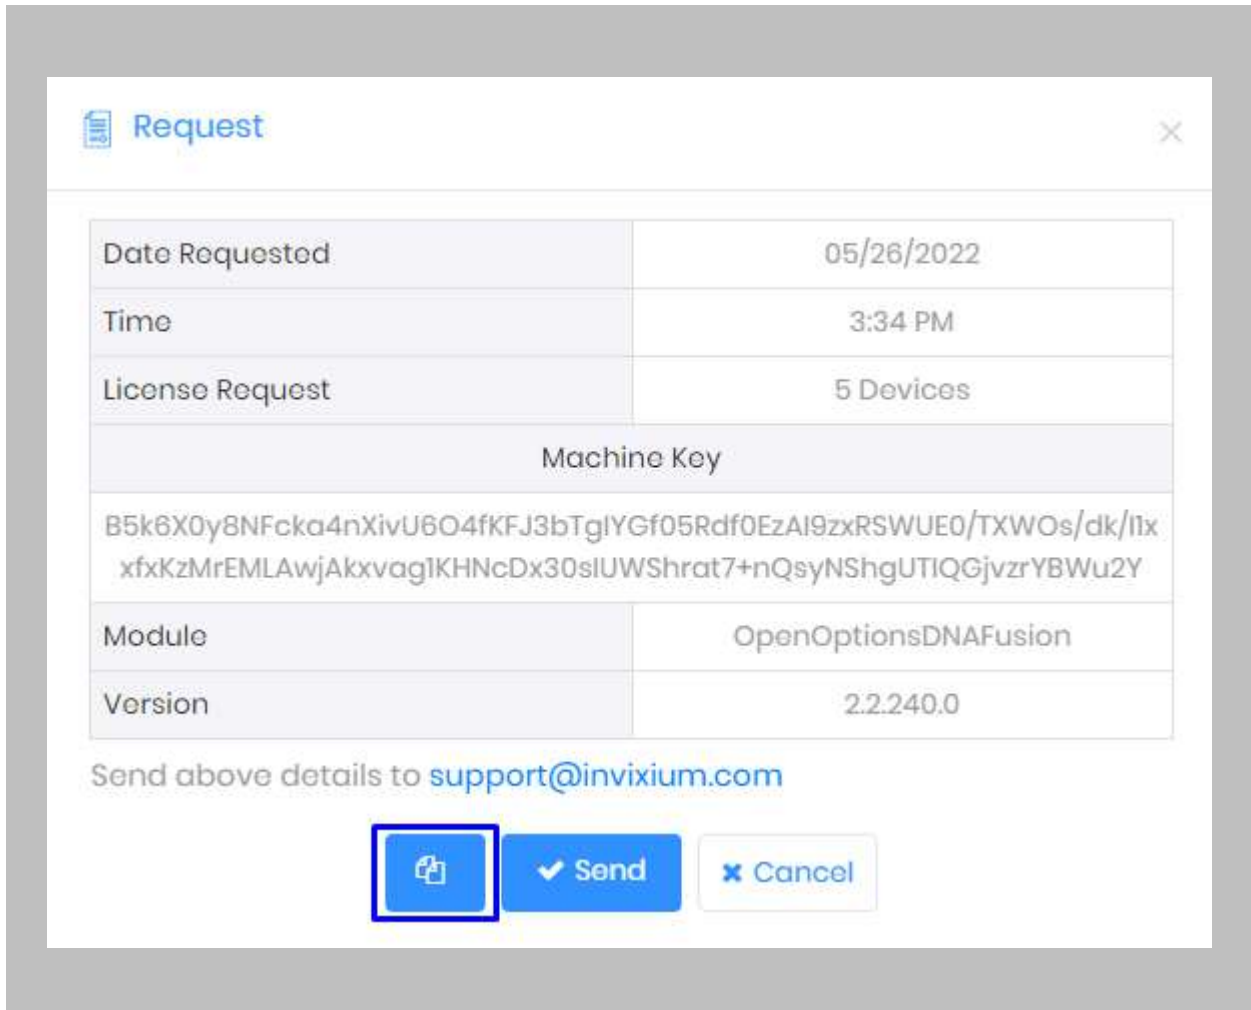 Request
Date Requested 05/26/2022
Time 3:34 PM
License Request 5 Devices
Machine Key
B5k6X0y8NFcka4nXivU6O4fKFJ3bTglYGf05Rdf0EzAI9zxRSWUE0/TXWOs/dk/l1x
xfxKzMrEMLAwjAkxvag1KHNcDx30slUWShrat7+nQsyNShgUTIQGjvzrYBWu2Y
Module OpenOptionsDNAFusion
Version 2.2.240.0
Send above details to support@invixium.com
Send Cancel